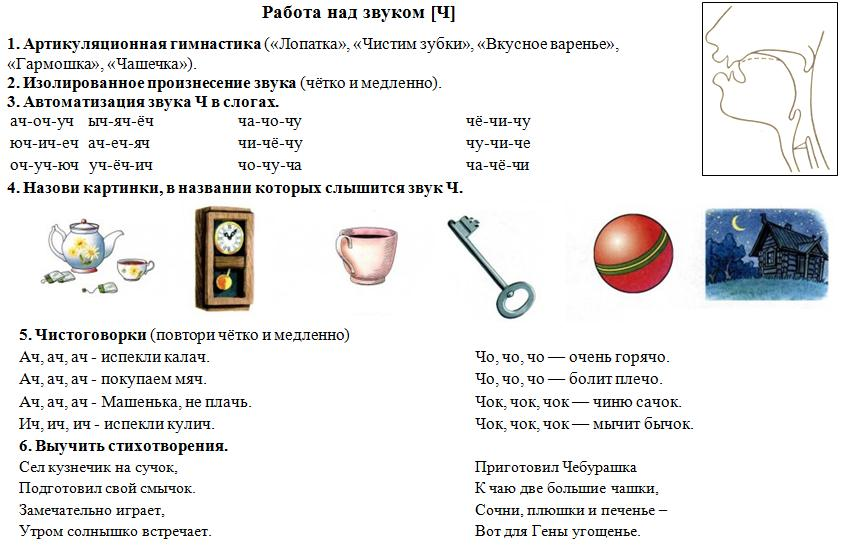 Работа над звуком [Ч]
1. Артикуляционная гимнастика («Лопатка», «Чистим зубки», «Вкусное варенье»,
«Гармошка», «Чашечка»).
2. Изолированное произнесение звука (чётко и медленно).
3. Автоматизация звука Ч в слогах.
ач-оч-уч ыч-яч-ёч ча-чо-чу чё-чи-чу
юч-ич-еч ач-еч-яч чи-чё-чу чу-чи-че
оч-уч-юч уч-ёч-ич чо-чу-ча ча-чё-чи
4. Назови картинки, в названии которых слышится звук Ч.
5. Чистоговорки (повтори чётко и медленно)
Ач, ач, ач - испекли калач.
Ач, ач, ач - покупаем мяч.
Ач, ач, ач - Машенька, не плачь.
Ич, ич, ич - испекли кулич.
Чо, чо, чо — очень горячо.
Чо, чо, чо — болит плечо.
Чок, чок, чок — чиню сачок.
Чок, чок, чок — мычит бычок.
6. Выучить стихотворения.
Сел кузнечик на сучок,
Подготовил свой смычок.
Замечательно играет,
Утром солнышко встречает.
Приготовил Чебурашка
К чаю две большие чашки,
Сочни, плюшки и печенье –
Вот для Гены угощенье.